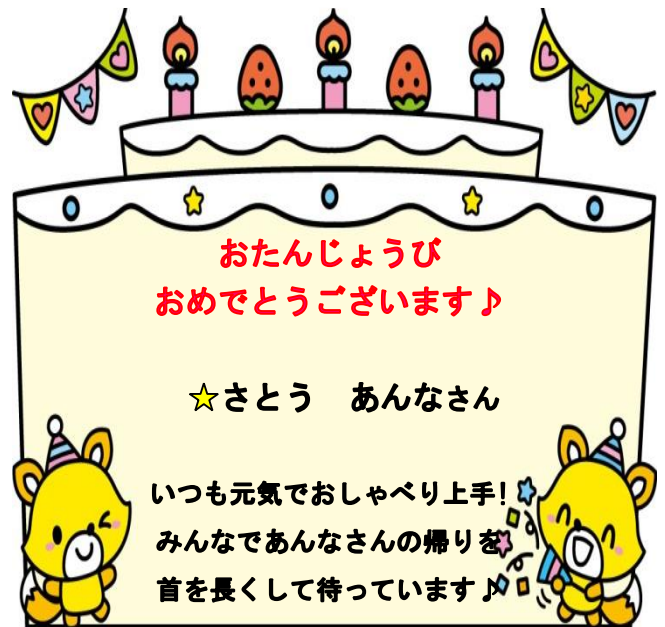 おたんじょうび
おめでとうございます♪
☆さとう　あんなさん
いつも元気でおしゃべり上手!
みんなであんなさんの帰りを
首を長くして待っています♪